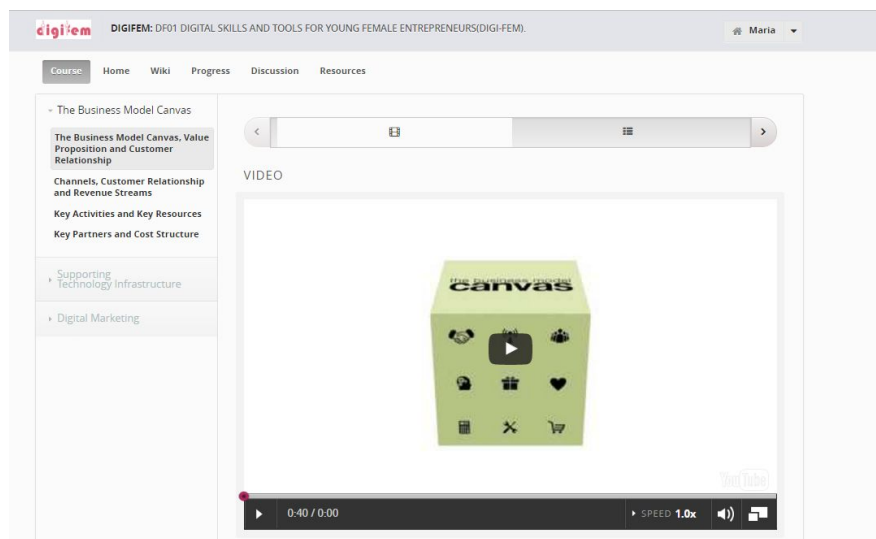 digifem DIGIFEM: DF01 DIGITAL SKILLS AND TOOLS FOR YOUNG FEMALE ENTREPRENEURS(DIGI-FEM). Maria
Course Home Wiki Progress Discussion Resources
The Business Model Canvas
The Business Model Canvas, Value
Proposition and Customer
Relationship
Channels, Customer Relationship
and Revenue Streams
Key Activities and Key Resources
Key Partners and Cost Structure
Supporting
Technology Infrastructure
Digital Marketing
VIDEO
the business model
canvas
YouTube
0:40 / 0:00 SPEED 1.0x